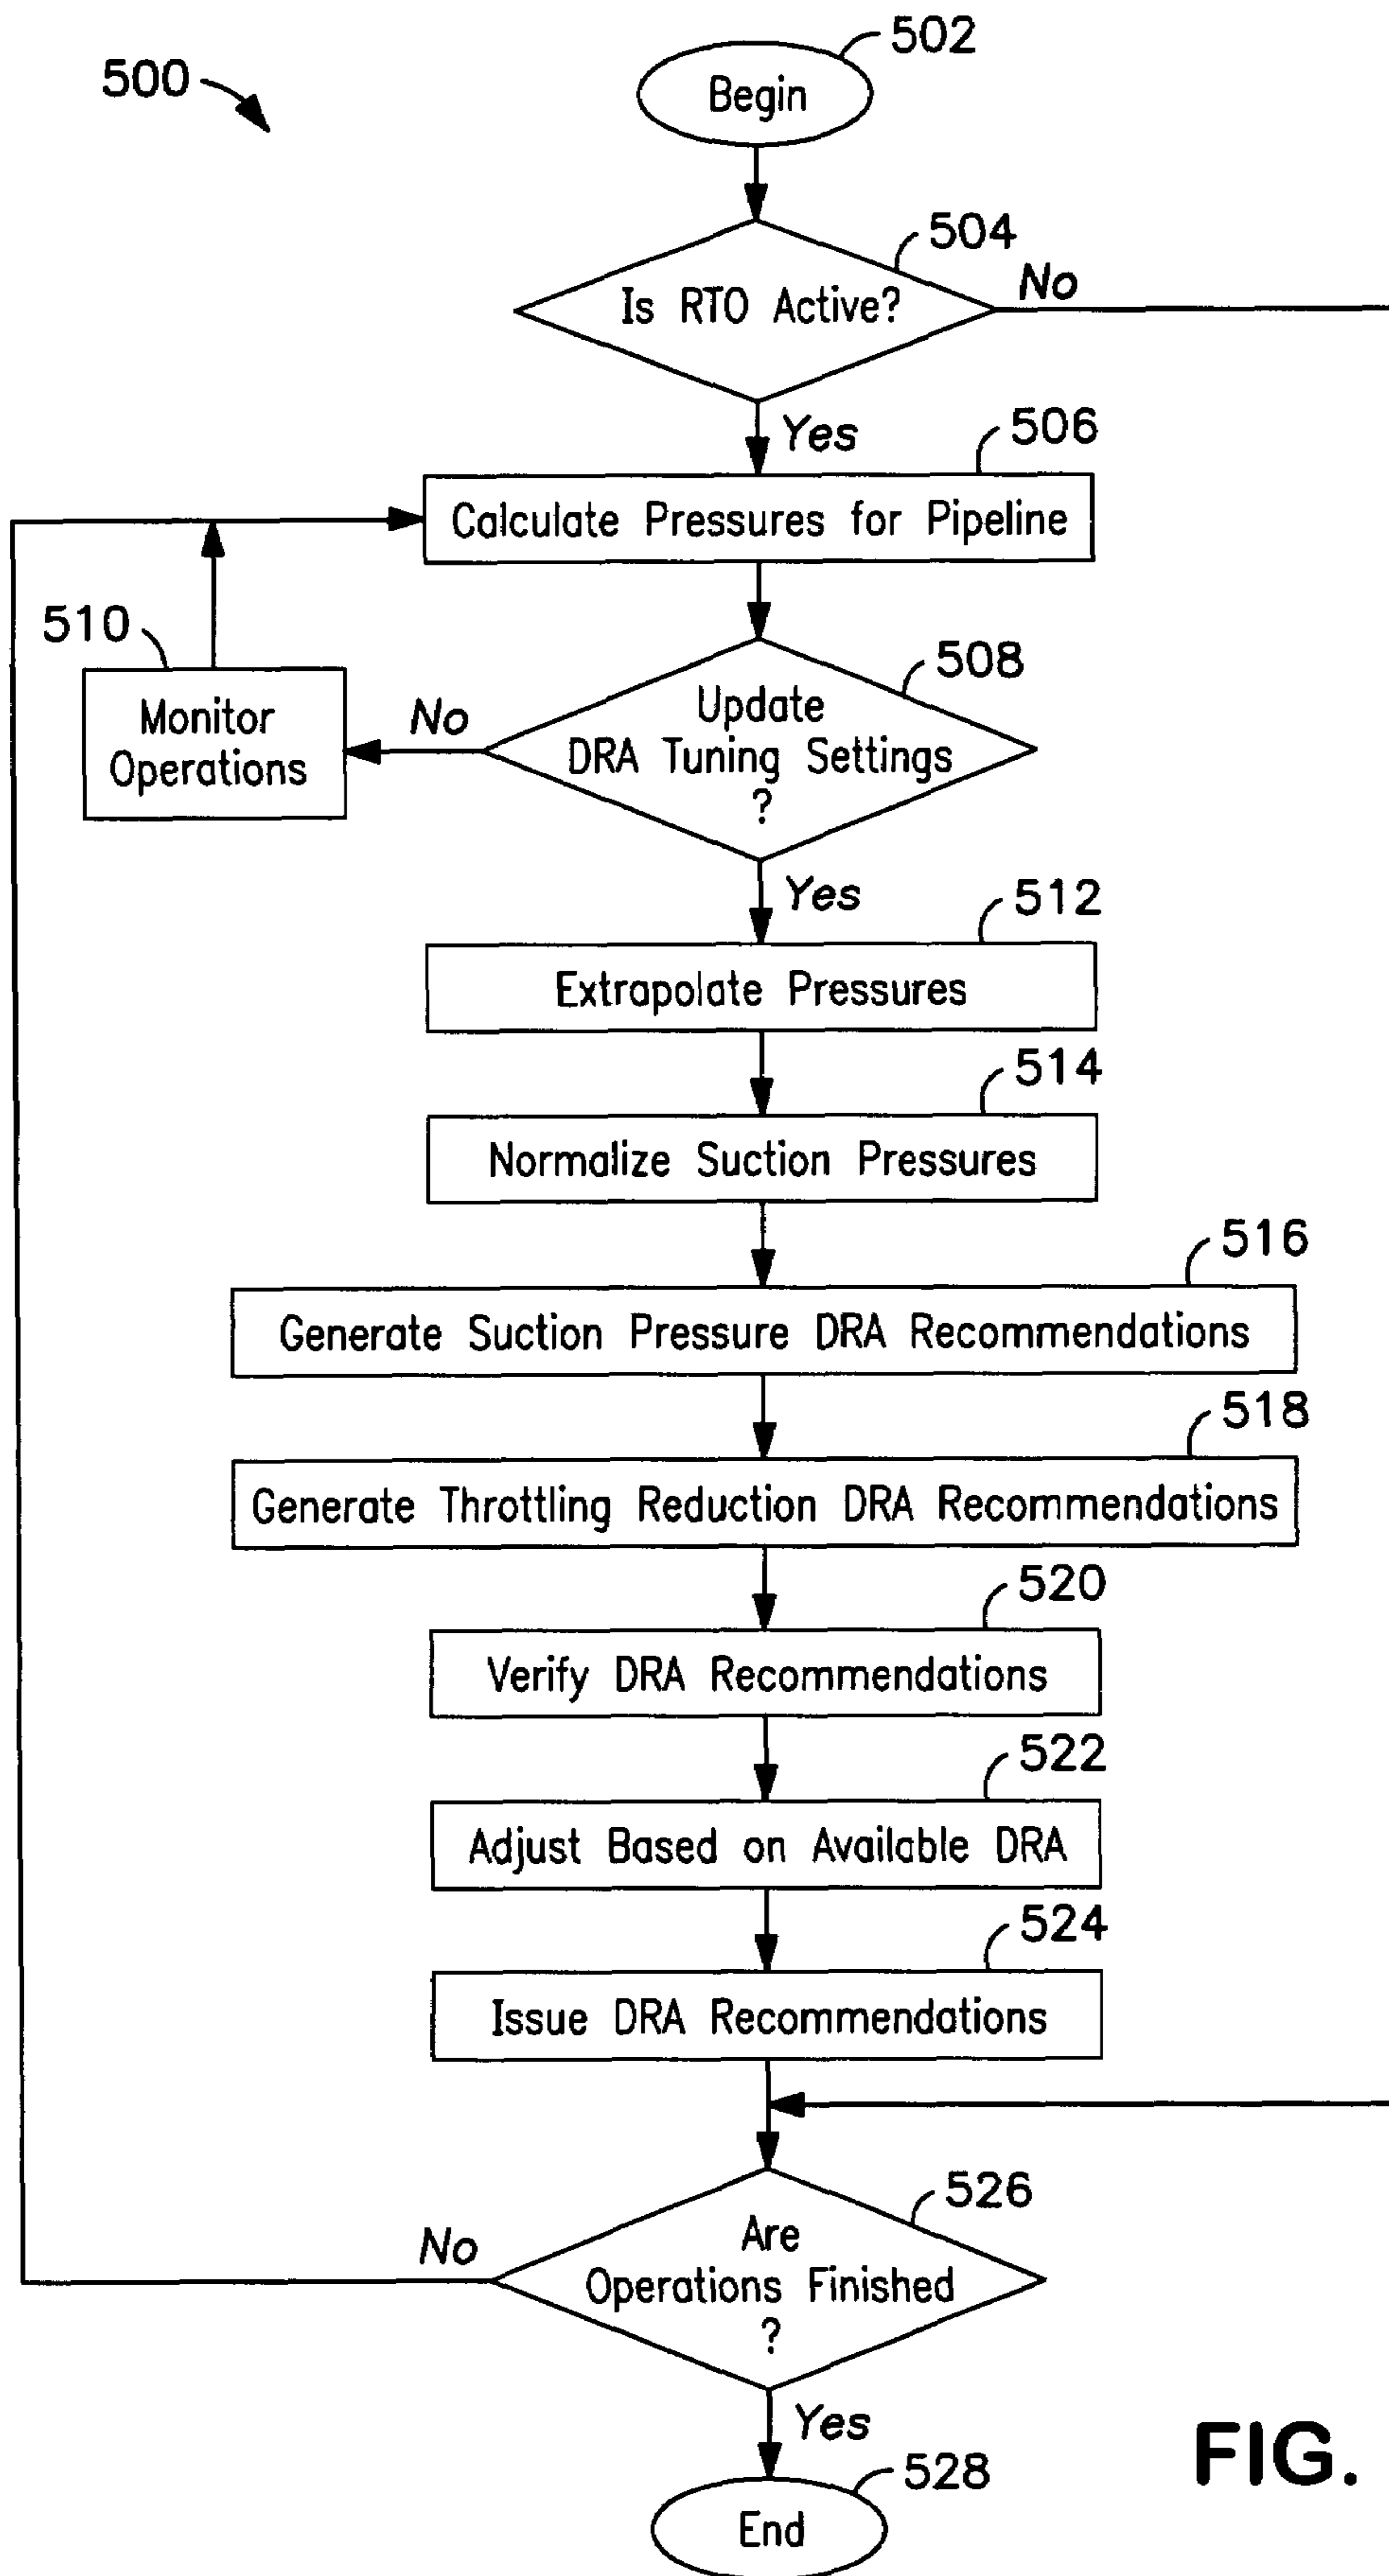 500
502
Begin
504
Is RTO Active?
No
Yes
506
Calculate Pressures for Pipeline
510
Monitor
Operations
No
508
Update
DRA Tuning Settings
?
Yes
512
Extrapolate Pressures
514
Normalize Suction Pressures
516
Generate Suction Pressure DRA Recommendations
518
Generate Throttling Reduction DRA Recommendations
520
Verify DRA Recommendations
522
Adjust Based on Available DRA
524
Issue DRA Recommendations
526
No
Are
Operations Finished
?
Yes
528
End
FIG.